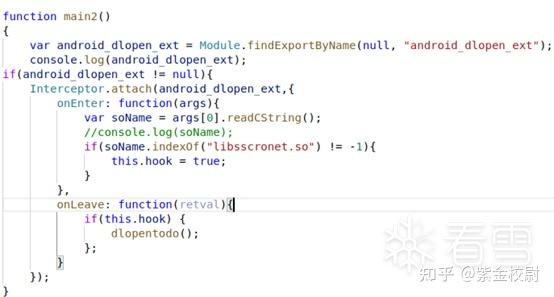 function main2()
{
    var android_dlopen_ext = Module.findExportByName(null, "android_dlopen_ext");
    console.log(android_dlopen_ext);
if(android_dlopen_ext != null){
    Interceptor.attach(android_dlopen_ext,{
        onEnter: function(args){
            var soName = args[0].readCString();
            //console.log(soName);
            if(soName.indexOf("libsscronet.so") != -1){
                this.hook = true;
            }
        },
        onLeave: function(retval){
            if(this.hook) {
                dlopentodo();
            };
        }
    });
}
看雪
知乎 @紫金校尉